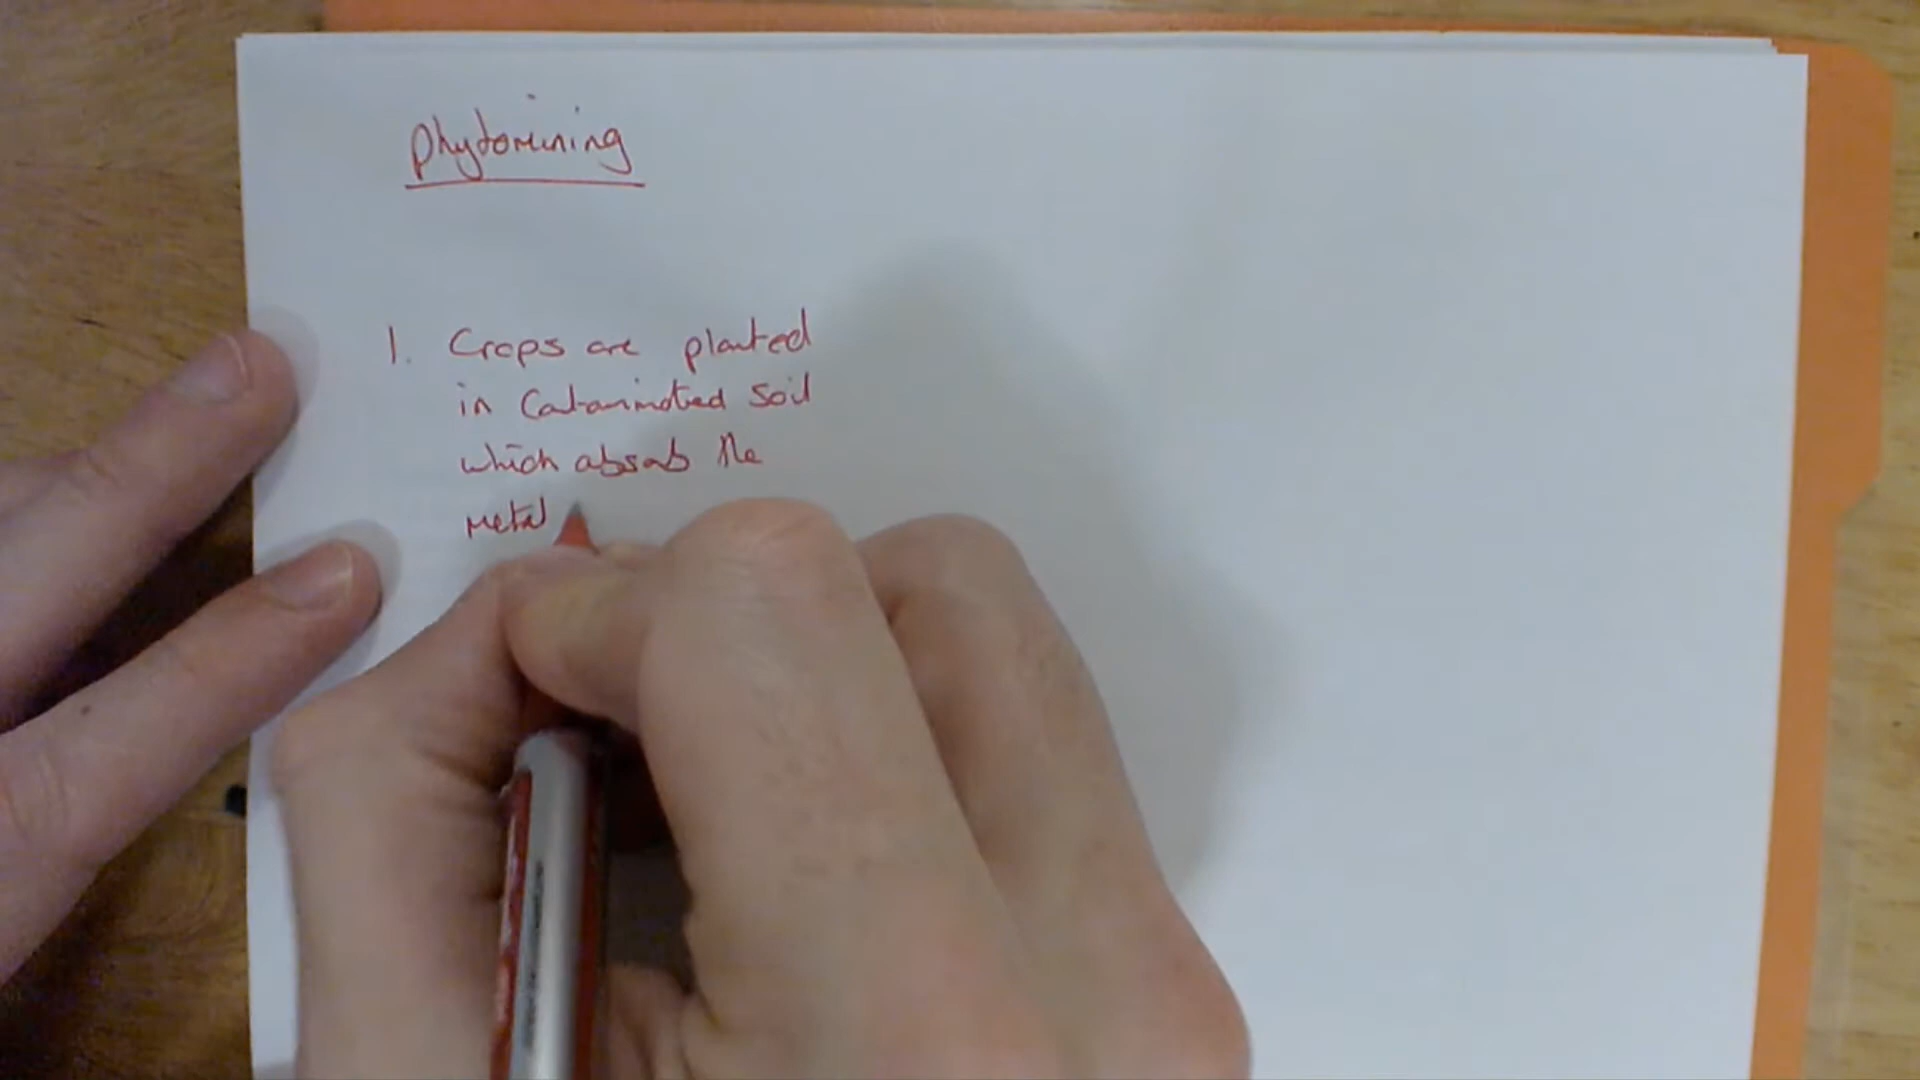 Phytomining
1. Crops are planted
in Contaminated Soil
which absorb the
metal